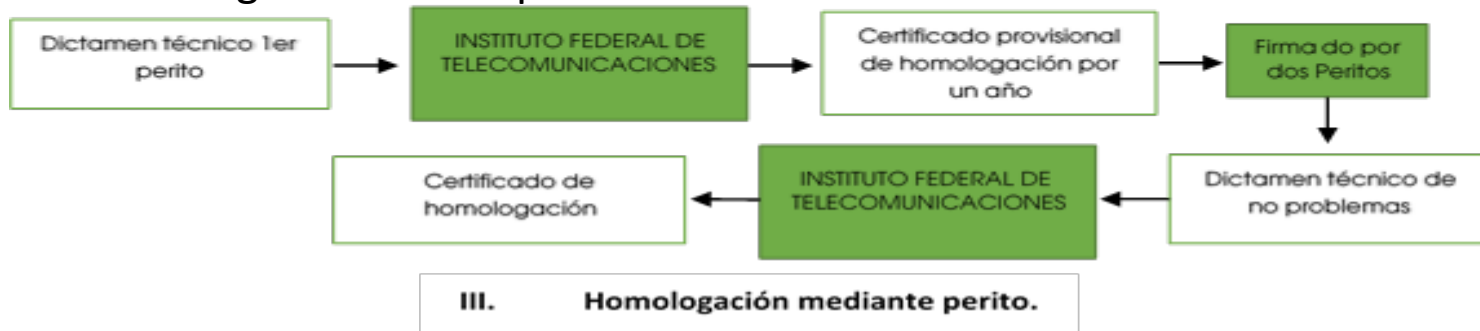 Dictamen técnico 1er
perito
INSTITUTO FEDERAL DE
TELECOMUNICACIONES
Certificado provisional
de homologación por
un año
Firma do por
dos Peritos
Dictamen técnico de
no problemas
INSTITUTO FEDERAL DE
TELECOMUNICACIONES
Certificado de
homologación
III. Homologación mediante perito.